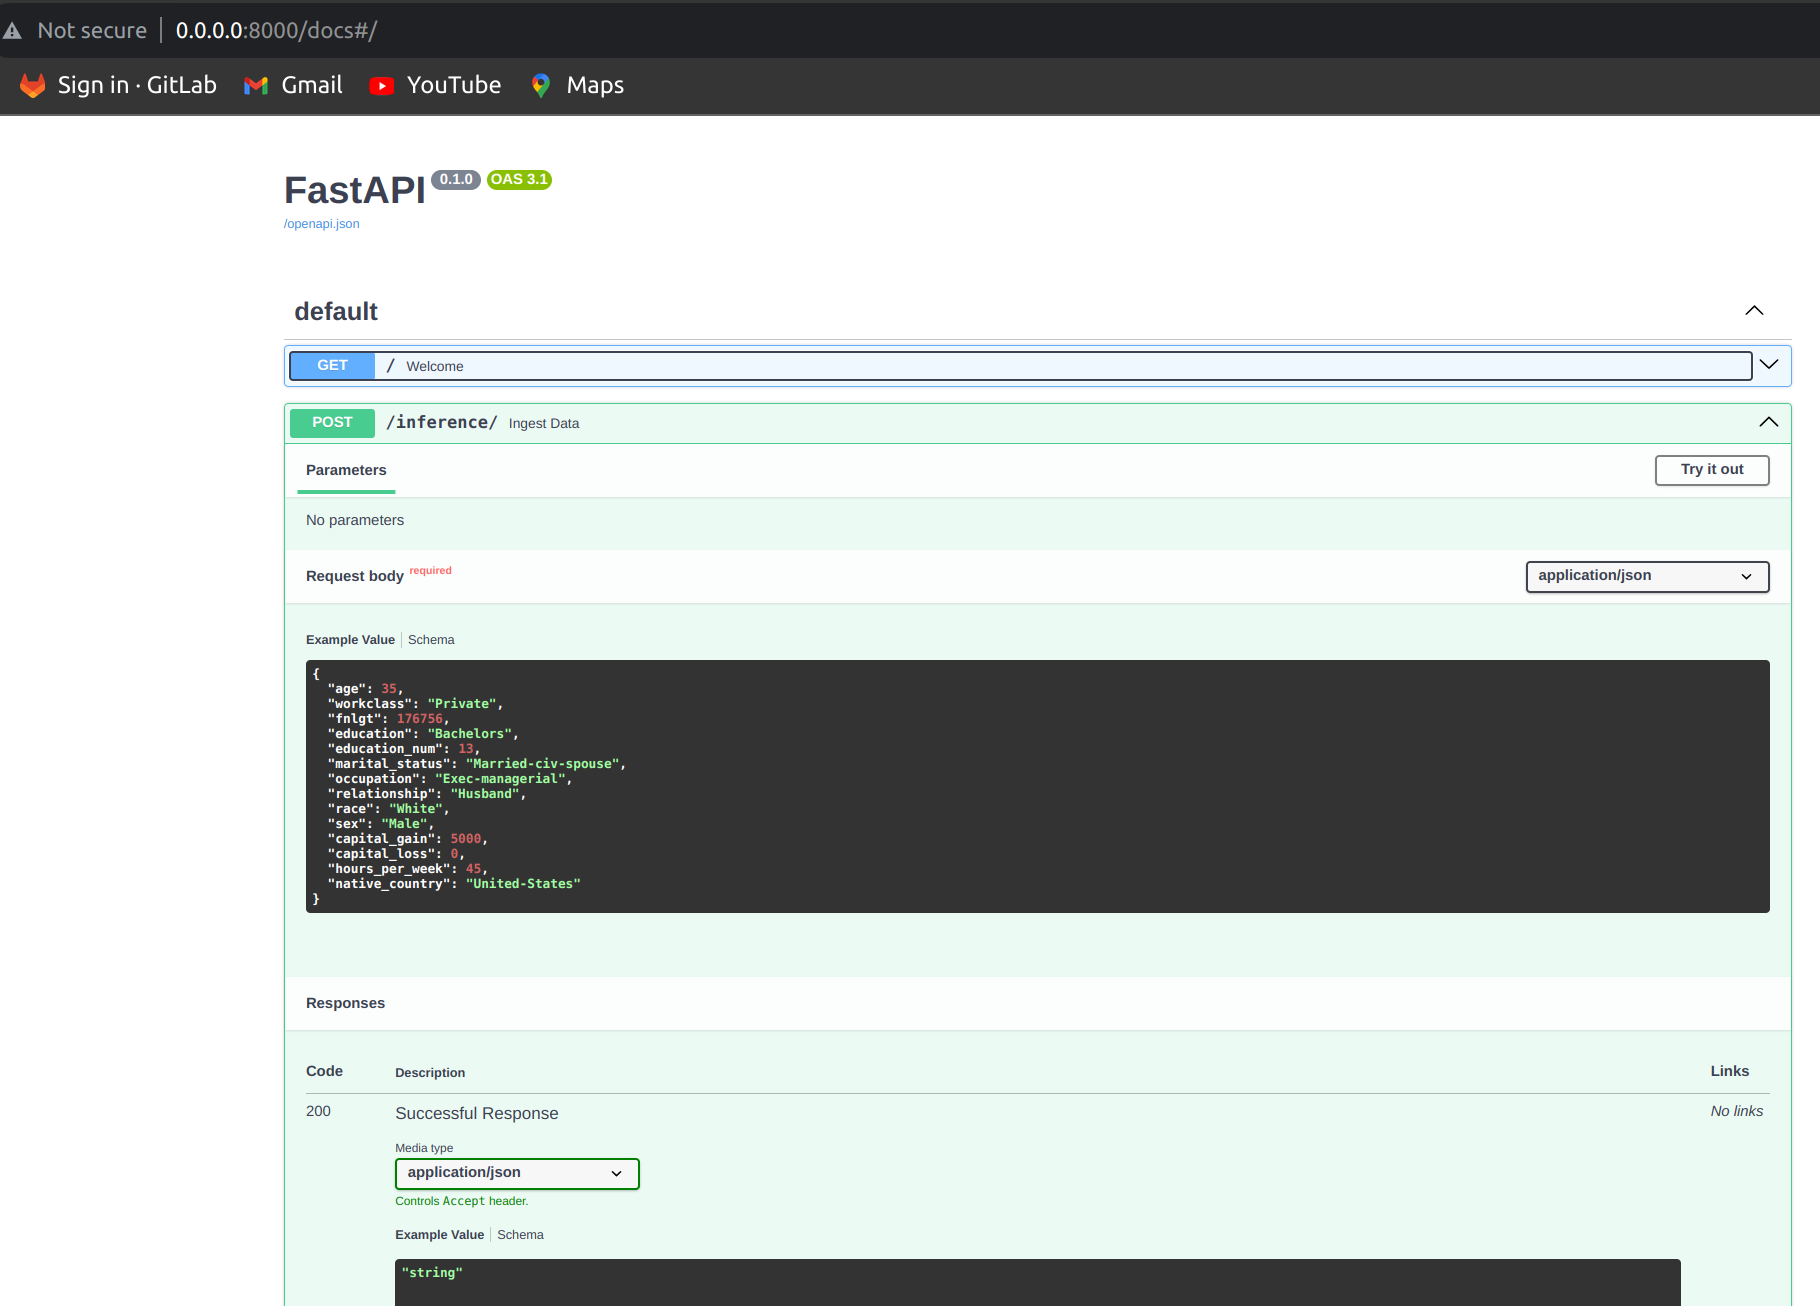 Not secure 0.0.0.0:8000/docs#/
Sign in · GitLab Gmail YouTube Maps
FastAPI 0.1.0 OAS 3.1
/openapi.json
default
GET / Welcome
POST /inference/ Ingest Data
Parameters Try it out
No parameters
Request body required application/json
Example Value Schema
{
"age": 35,
"workclass": "Private",
"fnlgt": 176756,
"education": "Bachelors",
"education_num": 13,
"marital_status": "Married-civ-spouse",
"occupation": "Exec-managerial",
"relationship": "Husband",
"race": "White",
"sex": "Male",
"capital_gain": 5000,
"capital_loss": 0,
"hours_per_week": 45,
"native_country": "United-States"
}
Responses
Code Description Links
200 Successful Response No links
Media type
application/json
Controls Accept header.
Example Value Schema
"string"